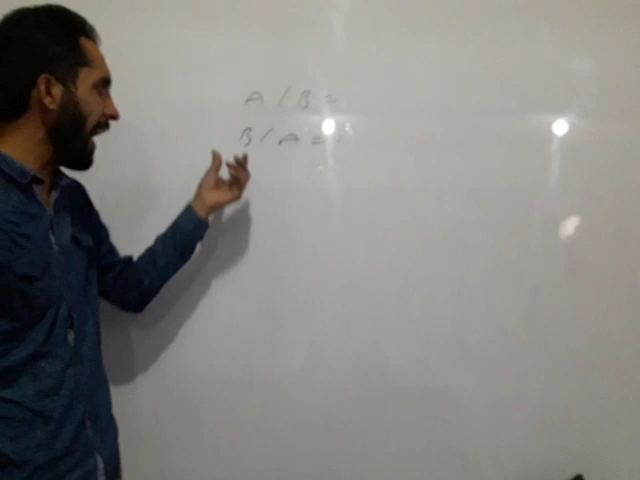 A / B =
B / A =